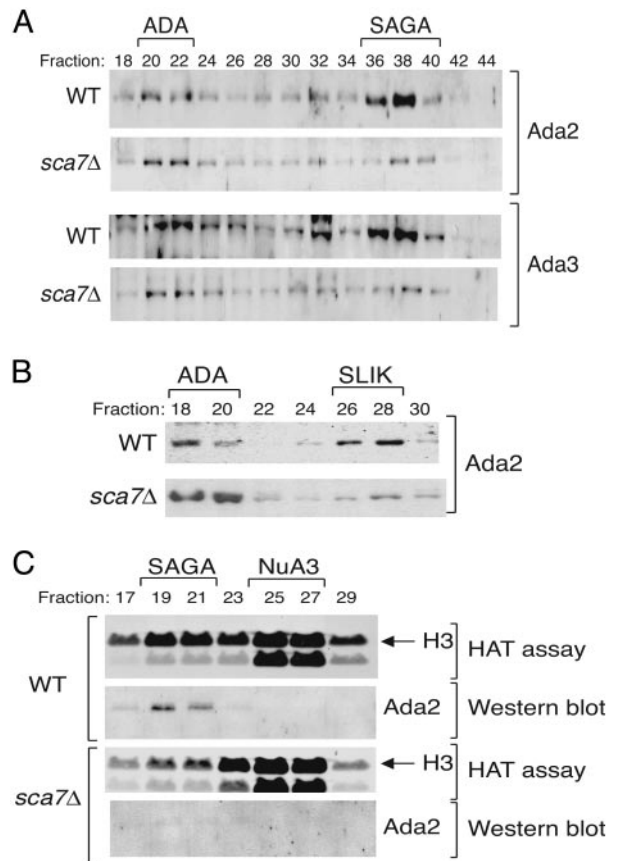 A
ADA SAGA
Fraction: 18 20 22 24 26 28 30 32 34 36 38 40 42 44
WT
Ada2
sca7Δ
WT
Ada3
sca7Δ
B
ADA SLIK
Fraction: 18 20 22 24 26 28 30
WT
Ada2
sca7Δ
C
SAGA NuA3
Fraction: 17 19 21 23 25 27 29
H3 HAT assay
WT
Ada2 Western blot
H3 HAT assay
sca7Δ
Ada2 Western blot